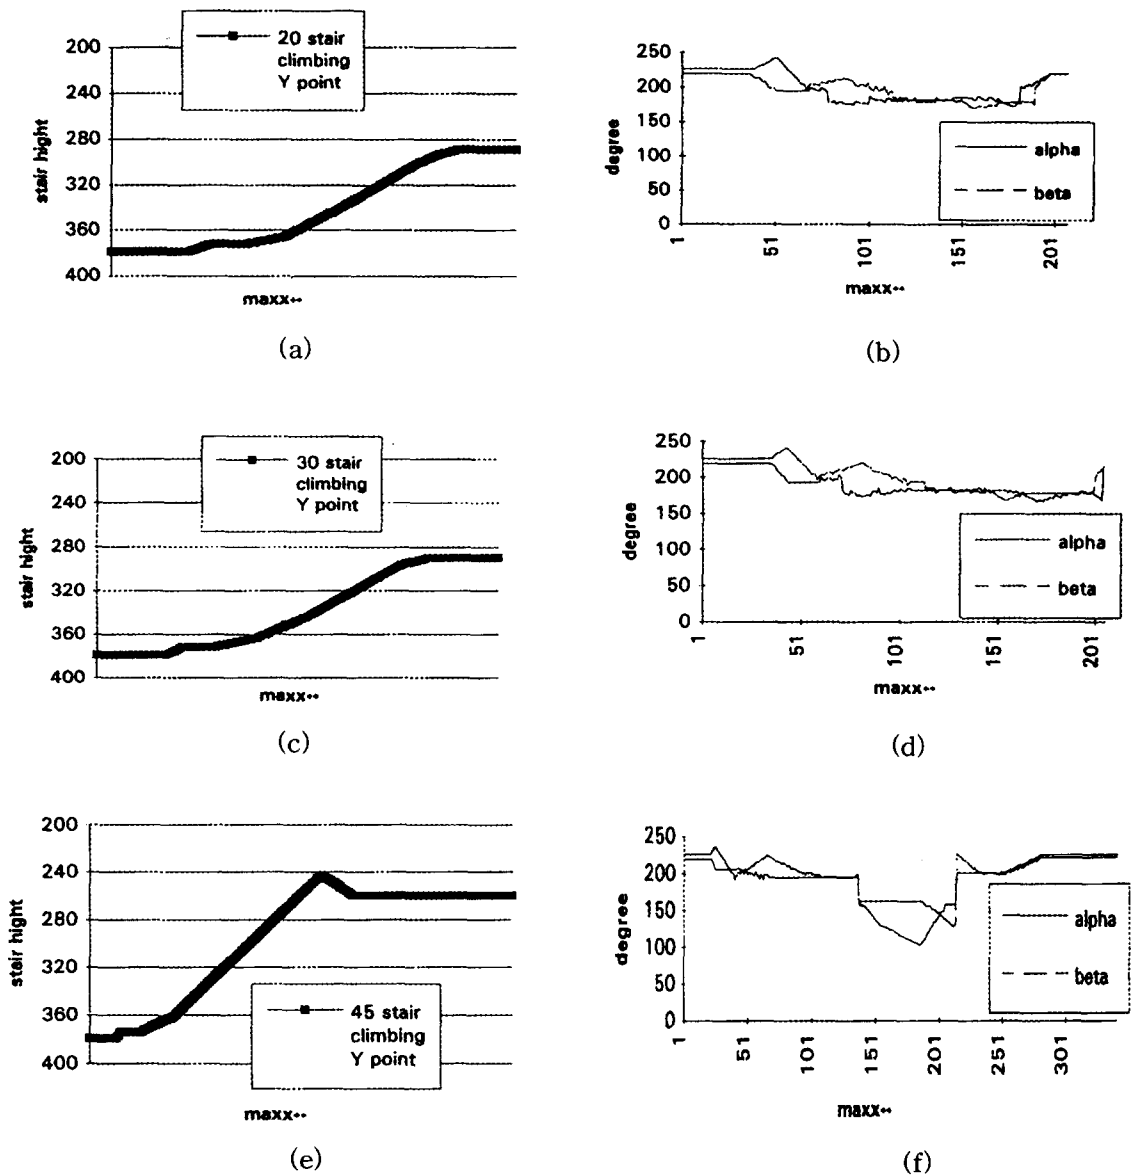 200
240
280
320
360
400
stair hight
20 stair
climbing
Y point
maxx↔
(a)
250
200
150
100
50
0
degree
alpha
beta
1
51
101
151
201
maxx↔
(b)
200
240
280
320
360
400
stair hight
30 stair
climbing
Y point
maxx↔
(c)
250
200
150
100
50
0
degree
alpha
beta
1
51
101
151
201
maxx↔
(d)
200
240
280
320
360
400
stair hight
45 stair
climbing
Y point
maxx↔
(e)
250
200
150
100
50
0
degree
alpha
beta
1
51
101
151
201
251
301
maxx↔
(f)